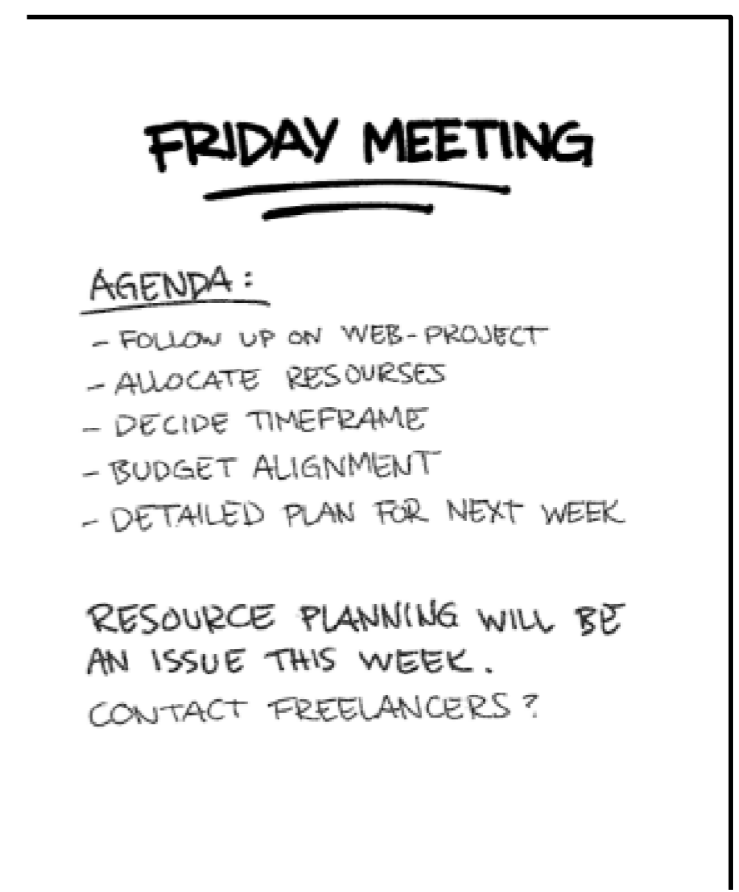 FRIDAY MEETING
AGENDA:
- FOLLOW UP ON WEB-PROJECT
- ALLOCATE RESOURSES
- DECIDE TIMEFRAME
- BUDGET ALIGNMENT
- DETAILED PLAN FOR NEXT WEEK
RESOURCE PLANNING WILL BE
AN ISSUE THIS WEEK.
CONTACT FREELANCERS?